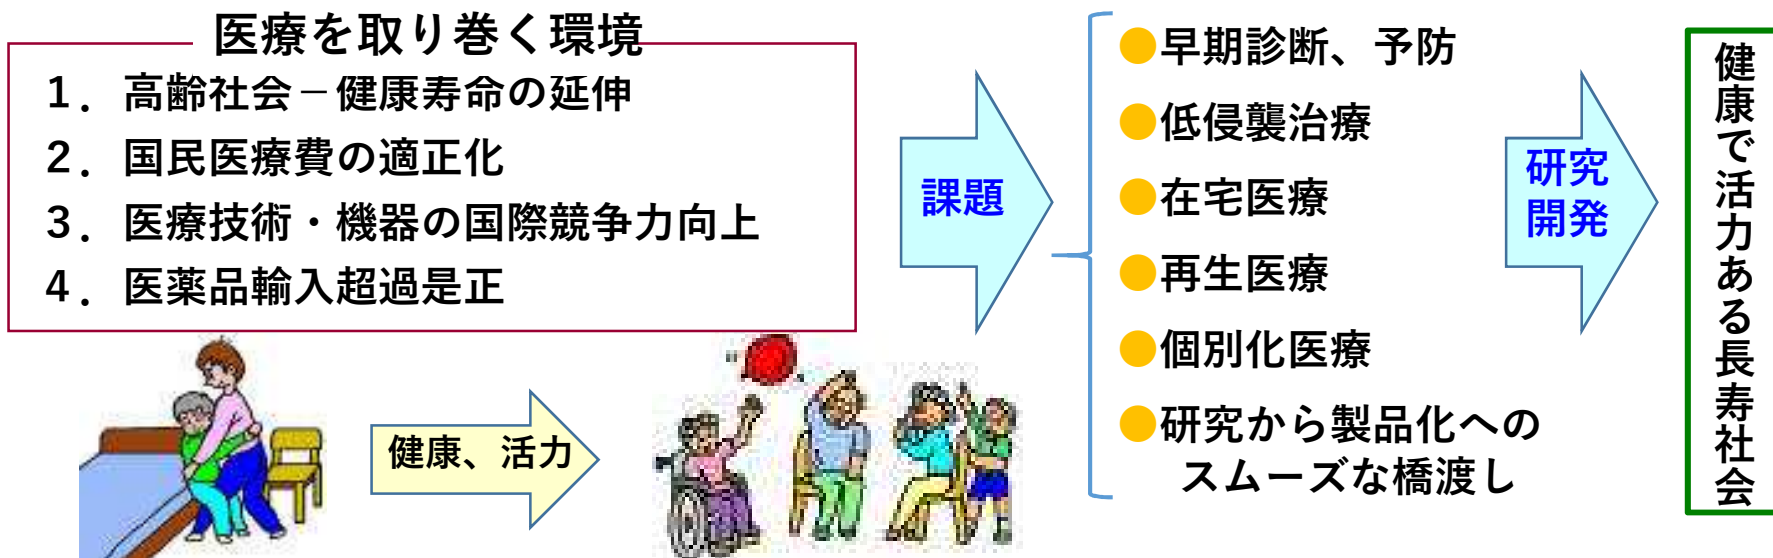 医療を取り巻く環境
1．高齢社会－健康寿命の延伸
2．国民医療費の適正化
3．医療技術・機器の国際競争力向上
4．医薬品輸入超過是正
健康、活力
課題
●早期診断、予防
●低侵襲治療
●在宅医療
●再生医療
●個別化医療
●研究から製品化への
スムーズな橋渡し
研究
開発
健康で活力ある長寿社会